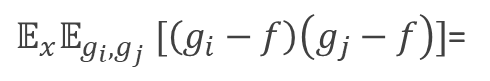 𝔼ₓ𝔼_{gᵢ,gⱼ} [(gᵢ − f)(gⱼ − f)]=